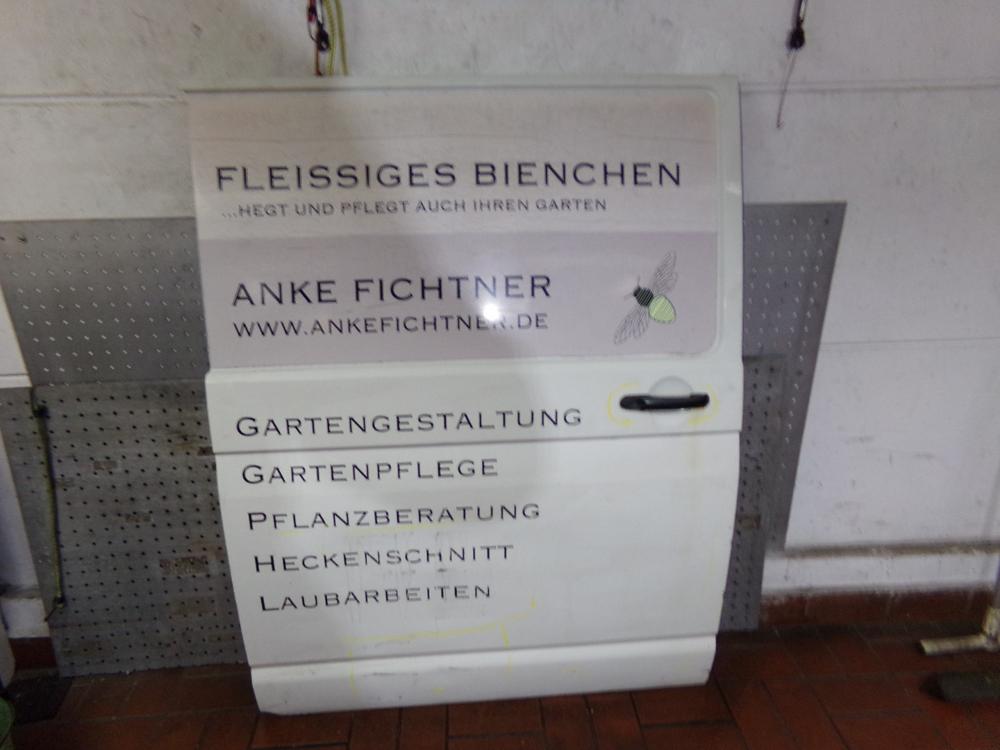 FLEISSIGES BIENCHEN
...HEGT UND PFLEGT AUCH IHREN GARTEN
ANKE FICHTNER
WWW.ANKEFICHTNER.DE
GARTENGESTALTUNG
GARTENPFLEGE
PFLANZBERATUNG
HECKENSCHNITT
LAUBARBEITEN